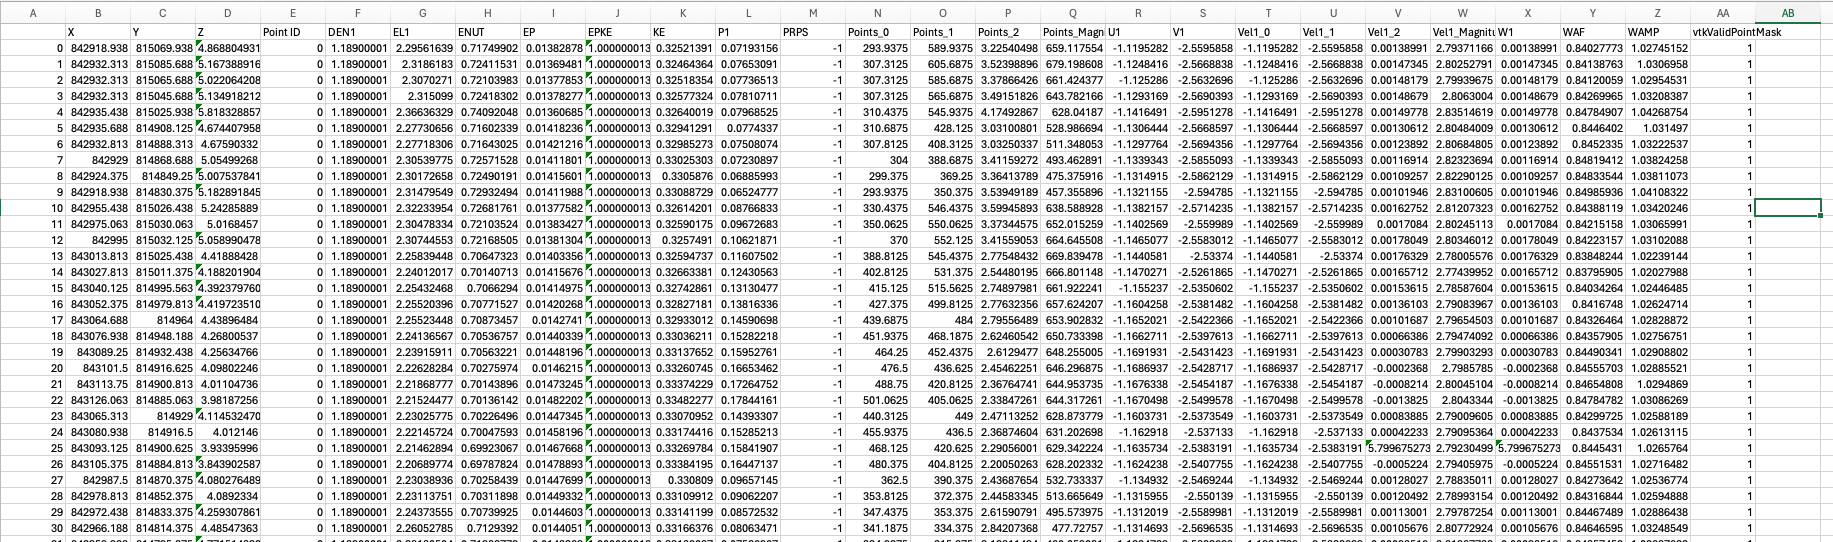 A B C D E F G H I J K L M N O P Q R S T U V W X Y Z AA AB
X Y Z Point ID DEN1 EL1 ENUT EP EPKE KE P1 PRPS Points_0 Points_1 Points_2 Points_Magn U1 V1 Vel1_0 Vel1_1 Vel1_2 Vel1_Magnitu W1 WAF WAMP vtkValidPointMask
0 842918.938 815069.938 4.868804931 0 1.18900001 2.29561639 0.71749902 0.01382878 1.000000013 0.32521391 0.07193156 -1 293.9375 589.9375 3.22540498 659.117554 -1.1195282 -2.5595858 -1.1195282 -2.5595858 0.00138991 2.79371166 0.00138991 0.84027773 1.02745152 1
1 842932.313 815085.688 5.167388916 0 1.18900001 2.3186183 0.72411531 0.01369481 1.000000013 0.32464364 0.07653091 -1 307.3125 605.6875 3.52398896 679.198608 -1.1248416 -2.5668838 -1.1248416 -2.5668838 0.00147345 2.80252791 0.00147345 0.84138763 1.0306958 1
2 842932.313 815065.688 5.022064208 0 1.18900001 2.3070271 0.72103983 0.01377853 1.000000013 0.32518354 0.07736513 -1 307.3125 585.6875 3.37866426 661.424377 -1.125286 -2.5632696 -1.125286 -2.5632696 0.00148179 2.79939675 0.00148179 0.84120059 1.02954531 1
3 842932.313 815045.688 5.134918212 0 1.18900001 2.315099 0.72418302 0.01378277 1.000000013 0.32577324 0.07810711 -1 307.3125 565.6875 3.49151826 643.782166 -1.1293169 -2.5690393 -1.1293169 -2.5690393 0.00148679 2.8063004 0.00148679 0.84269965 1.03208387 1
4 842935.438 815025.938 5.818328857 0 1.18900001 2.36636329 0.74092048 0.01360685 1.000000013 0.32640019 0.07968525 1 310.4375 545.9375 4.17492867 628.04187 -1.1416491 -2.5951278 -1.1416491 -2.5951278 0.00149778 2.83514619 0.00149778 0.84784907 1.04268754 1
5 842935.688 814908.125 4.674407958 0 1.18900001 2.27730656 0.71602339 0.01418236 1.000000013 0.32941291 0.0774337 -1 310.6875 428.125 3.03100801 528.986694 -1.1306444 -2.5668597 -1.1306444 -2.5668597 0.00130612 2.80484009 0.00130612 0.8446402 1.031497 1
6 842932.813 814888.313 4.67590332 0 1.18900001 2.27718306 0.71643025 0.01421216 1.000000013 0.32985273 0.07508074 -1 307.8125 408.3125 3.03250337 511.348053 -1.1297764 -2.5694356 -1.1297764 -2.5694356 0.00123892 2.80684805 0.00123892 0.8452335 1.03222537 1
7 842929 814868.688 5.05499268 0 1.18900001 2.30539775 0.72571528 0.01411801 1.000000013 0.33025303 0.07230897 -1 304 388.6875 3.41159272 493.462891 -1.1339343 -2.5855093 -1.1339343 -2.5855093 0.00116914 2.82323694 0.00116914 0.84819412 1.03824258 1
8 842924.375 814849.25 5.007537841 0 1.18900001 2.30172658 0.72490191 0.01415601 1.000000013 0.3305876 0.06885993 -1 299.375 369.25 3.36413789 475.375916 -1.1314915 -2.5862129 -1.1314915 -2.5862129 0.00109257 2.82290125 0.00109257 0.84833544 1.03811073 1
9 842918.938 814830.375 5.182891845 0 1.18900001 2.31479549 0.72932494 0.01411988 1.000000013 0.33088729 0.06524777 -1 293.9375 350.375 3.53949189 457.355896 -1.1321155 -2.594785 -1.1321155 -2.594785 0.00101946 2.83100605 0.00101946 0.84985936 1.04108322 1
10 842955.438 815026.438 5.24285889 0 1.18900001 2.32233954 0.72681761 0.01377582 1.000000013 0.32614201 0.08766833 -1 330.4375 546.4375 3.59945893 638.588928 -1.1382157 -2.5714235 -1.1382157 -2.5714235 0.00162752 2.81207323 0.00162752 0.84388119 1.03420246 1
11 842975.063 815030.063 5.0168457 0 1.18900001 2.30478334 0.72103524 0.01383427 1.000000013 0.32590175 0.09672683 -1 350.0625 550.0625 3.37344575 652.015259 -1.1402569 -2.559989 -1.1402569 -2.559989 0.0017084 2.80245113 0.0017084 0.84215158 1.03065991 1
12 842995 815032.125 5.058990478 0 1.18900001 2.30744553 0.72168505 0.01381304 1.000000013 0.3257491 0.10621871 -1 370 552.125 3.41559053 664.645508 -1.1465077 -2.5583012 -1.1465077 -2.5583012 0.00178049 2.80346012 0.00178049 0.84223157 1.03102088 1
13 843013.813 815025.438 4.41888428 0 1.18900001 2.25839448 0.70647323 0.01403356 1.000000013 0.32594737 0.11607502 -1 388.8125 545.4375 2.77548432 669.839478 -1.1440581 -2.53374 -1.1440581 -2.53374 0.00176329 2.78005576 0.00176329 0.83848244 1.02239144 1
14 843027.813 815011.375 4.188201904 0 1.18900001 2.24012017 0.70140713 0.01415676 1.000000013 0.32663381 0.12430563 -1 402.8125 531.375 2.54480195 666.801148 -1.1470271 -2.5261865 -1.1470271 -2.5261865 0.00165712 2.77439952 0.00165712 0.83795905 1.02027988 1
15 843040.125 814995.563 4.392379760 0 1.18900001 2.25432468 0.7066294 0.01414975 1.000000013 0.32742861 0.13130477 -1 415.125 515.5625 2.74897981 661.922241 -1.155237 -2.5350602 -1.155237 -2.5350602 0.00153615 2.78587604 0.00153615 0.84034264 1.02446485 1
16 843052.375 814979.813 4.419723510 0 1.18900001 2.25520396 0.70771527 0.01420268 1.000000013 0.32827181 0.13816336 -1 427.375 499.8125 2.77632356 657.624207 -1.1604258 -2.5381482 -1.1604258 -2.5381482 0.00136103 2.79083967 0.00136103 0.8416748 1.02624714 1
17 843064.688 814964 4.43896484 0 1.18900001 2.25523448 0.70873457 0.0142741 1.000000013 0.32933012 0.14590698 -1 439.6875 484 2.79556489 653.902832 -1.1652021 -2.5422366 -1.1652021 -2.5422366 0.00101687 2.79654503 0.00101687 0.84326464 1.02828872 1
18 843076.938 814948.188 4.26800537 0 1.18900001 2.24136567 0.70536757 0.01440339 1.000000013 0.33036211 0.15282218 -1 451.9375 468.1875 2.62460542 650.733398 -1.1662711 -2.5397613 -1.1662711 -2.5397613 0.00066386 2.79474092 0.00066386 0.84357905 1.02756751 1
19 843089.25 814932.438 4.25634766 0 1.18900001 2.23915911 0.70563221 0.01448196 1.000000013 0.33137652 0.15952761 -1 464.25 452.4375 2.6129477 648.255005 -1.1691931 -2.5431423 -1.1691931 -2.5431423 0.00030783 2.79903293 0.00030783 0.84490341 1.02908802 1
20 843101.5 814916.625 4.09802246 0 1.18900001 2.22628284 0.70275974 0.0146215 1.000000013 0.33260745 0.16653462 -1 476.5 436.625 2.45462251 646.296875 -1.1686937 -2.5428717 -1.1686937 -2.5428717 -0.0002368 2.7985785 -0.0002368 0.84555703 1.02885521 1
21 843113.75 814900.813 4.01104736 0 1.18900001 2.21868777 0.70143896 0.01473245 1.000000013 0.33374229 0.17264752 -1 488.75 420.8125 2.36764741 644.953735 -1.1676338 -2.5454187 -1.1676338 -2.5454187 -0.0008214 2.80045104 -0.0008214 0.84654808 1.0294869 1
22 843126.063 814885.063 3.98187256 0 1.18900001 2.21524477 0.70136142 0.01482202 1.000000013 0.33482277 0.17844161 -1 501.0625 405.0625 2.33847261 644.317261 -1.1670498 -2.5499578 -1.1670498 -2.5499578 -0.0013825 2.8043344 -0.0013825 0.84784782 1.03086269 1
23 843065.313 814929 4.114532470 0 1.18900001 2.23025775 0.70226496 0.01447345 1.000000013 0.33070952 0.14393307 -1 440.3125 449 2.47113252 628.873779 -1.1603731 -2.5373549 -1.1603731 -2.5373549 0.00083885 2.79009605 0.00083885 0.84299725 1.02588189 1
24 843080.938 814916.5 4.012146 0 1.18900001 2.22145724 0.70047593 0.01458196 1.000000013 0.33174416 0.15285213 -1 455.9375 436.5 2.36874604 631.202698 -1.162918 -2.537133 -1.162918 -2.537133 0.00042233 2.79095364 0.00042233 0.8437534 1.02613115 1
25 843093.125 814900.625 3.93395996 0 1.18900001 2.21462894 0.69923067 0.01467668 1.000000013 0.33269784 0.15841907 -1 468.125 420.625 2.29056001 629.342224 -1.1635734 -2.5383191 -1.1635734 -2.5383191 5.799675273 2.79230499 5.799675273 0.8445431 1.0265764 1
26 843105.375 814884.813 3.843902587 0 1.18900001 2.20689774 0.69787824 0.01478893 1.000000013 0.33384195 0.16447137 -1 480.375 404.8125 2.20050263 628.202332 -1.1624238 -2.5407755 -1.1624238 -2.5407755 -0.0005224 2.79405975 -0.0005224 0.84551531 1.02716482 1
27 842987.5 814870.375 4.080276489 0 1.18900001 2.23038936 0.70258439 0.01447699 1.000000013 0.330809 0.09657145 -1 362.5 390.375 2.43687654 532.733337 -1.134932 -2.5469244 -1.134932 -2.5469244 0.00128027 2.78835011 0.00128027 0.84273642 1.02536774 1
28 842978.813 814852.375 4.0892334 0 1.18900001 2.23113751 0.70311898 0.01449332 1.000000013 0.33109912 0.09062207 -1 353.8125 372.375 2.44583345 513.665649 -1.1315955 -2.550139 -1.1315955 -2.550139 0.00120492 2.78993154 0.00120492 0.84316844 1.02594888 1
29 842972.438 814833.375 4.259307861 0 1.18900001 2.24373555 0.70739925 0.0144603 1.000000013 0.33141199 0.08572532 -1 347.4375 353.375 2.61590791 495.573975 -1.1312019 -2.5589981 -1.1312019 -2.5589981 0.00113001 2.79787254 0.00113001 0.84467489 1.02886438 1
30 842966.188 814814.375 4.48547363 0 1.18900001 2.26052785 0.7129392 0.0144051 1.000000013 0.33166376 0.08063471 -1 341.1875 334.375 2.84207368 477.72757 -1.1314693 -2.5696535 -1.1314693 -2.5696535 0.00105676 2.80772924 0.00105676 0.84646595 1.03248549 1